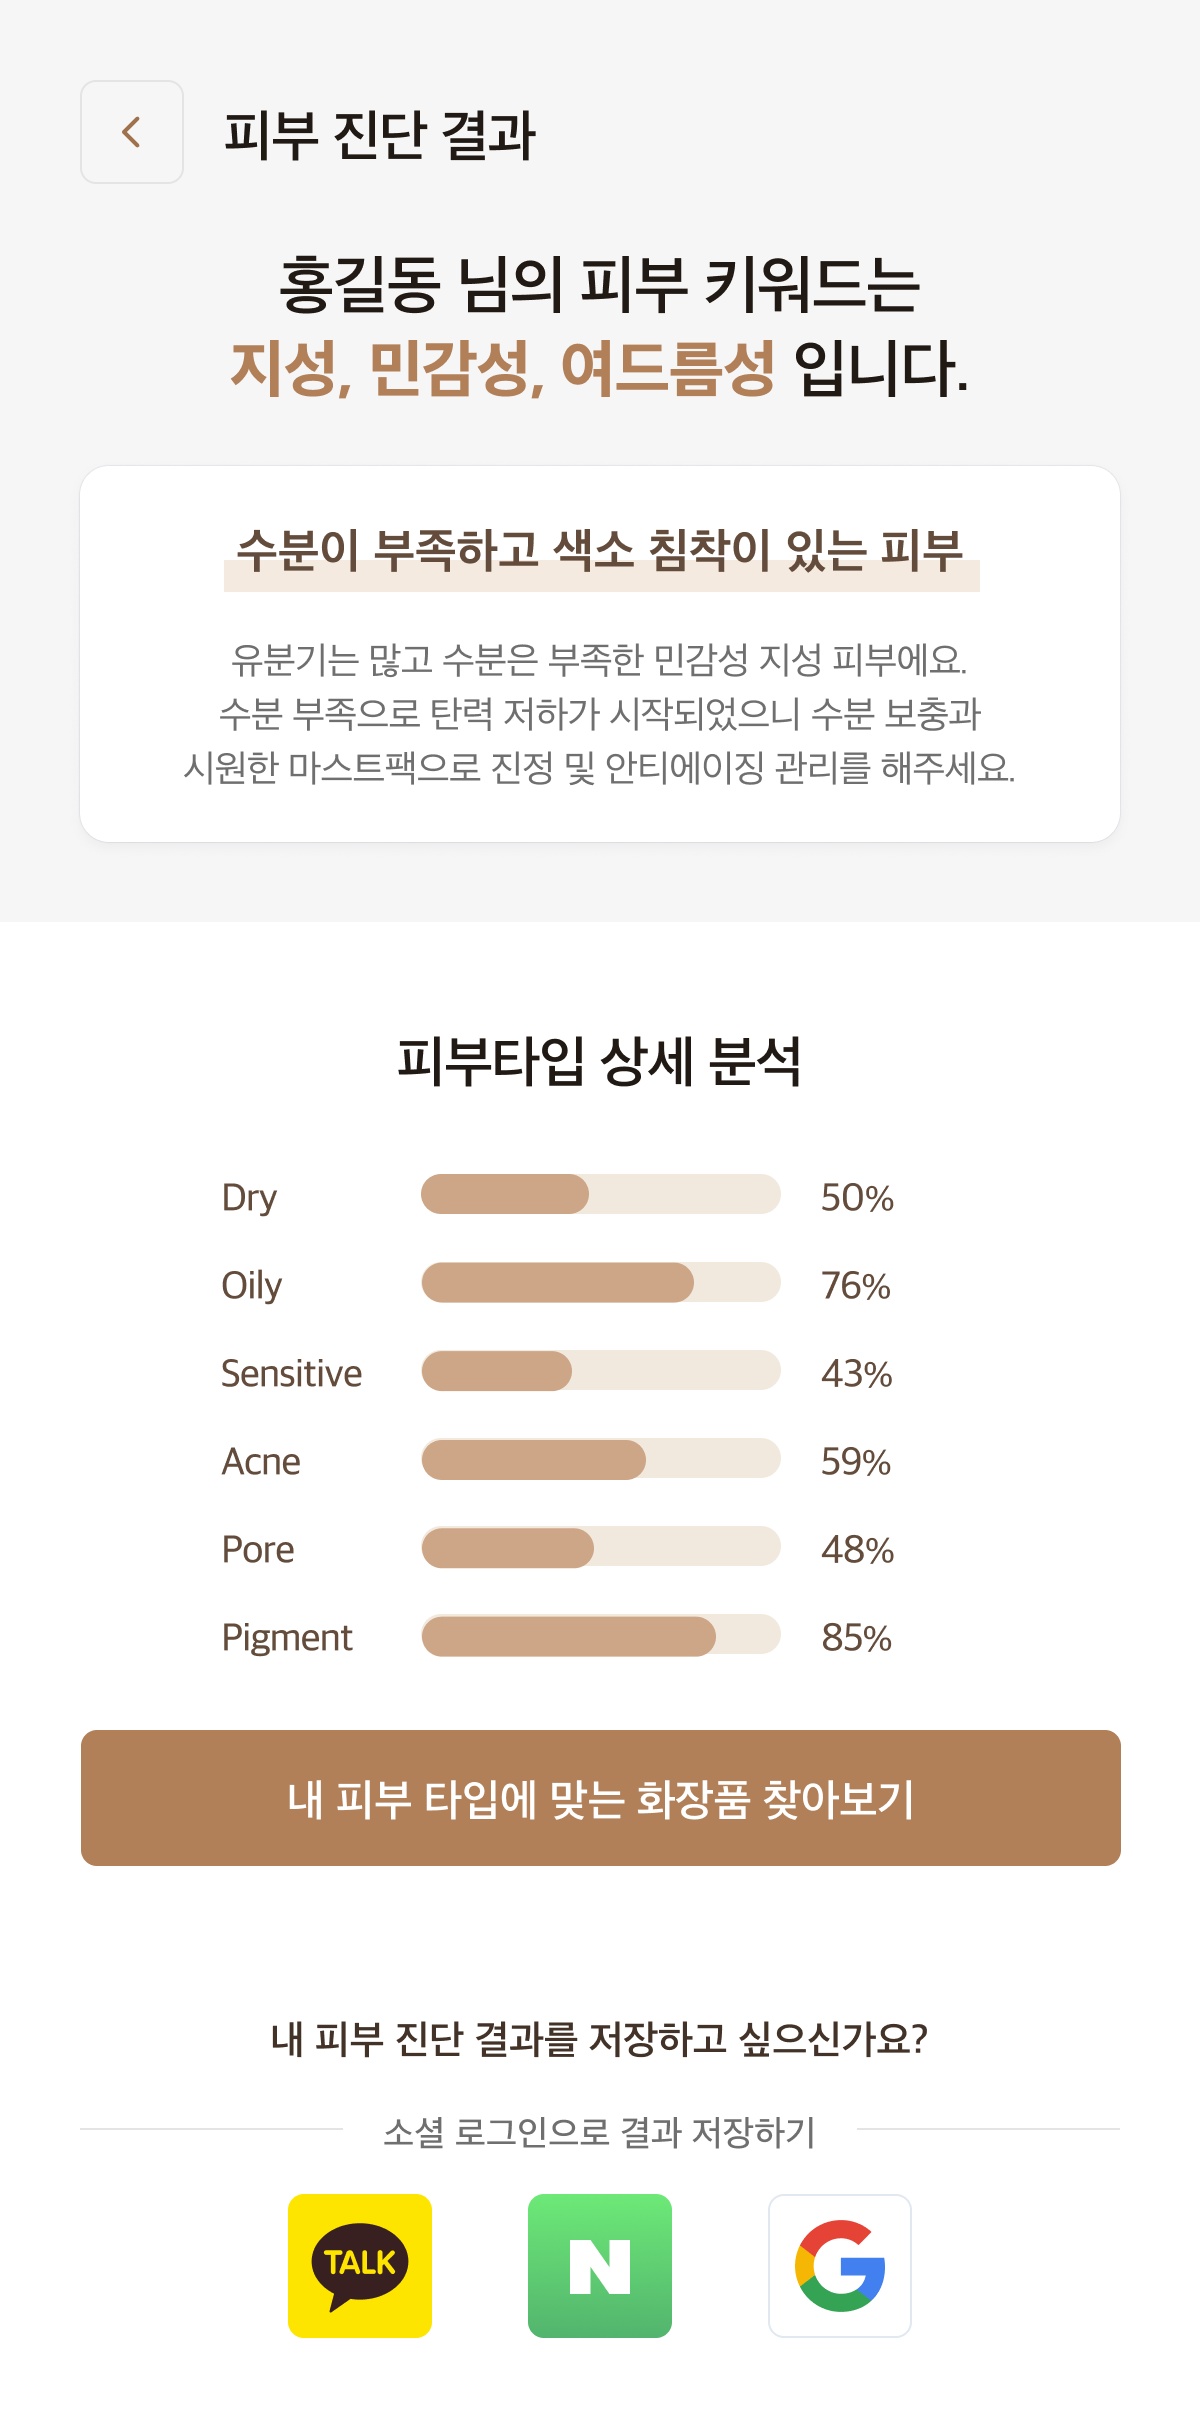 피부 진단 결과
홍길동 님의 피부 키워드는
지성, 민감성, 여드름성 입니다.
수분이 부족하고 색소 침착이 있는 피부
유분기는 많고 수분은 부족한 민감성 지성 피부에요.
수분 부족으로 탄력 저하가 시작되었으니 수분 보충과
시원한 마스트팩으로 진정 및 안티에이징 관리를 해주세요.
피부타입 상세 분석
Dry 50%
Oily 76%
Sensitive 43%
Acne 59%
Pore 48%
Pigment 85%
내 피부 타입에 맞는 화장품 찾아보기
내 피부 진단 결과를 저장하고 싶으신가요?
소셜 로그인으로 결과 저장하기
TALK N G